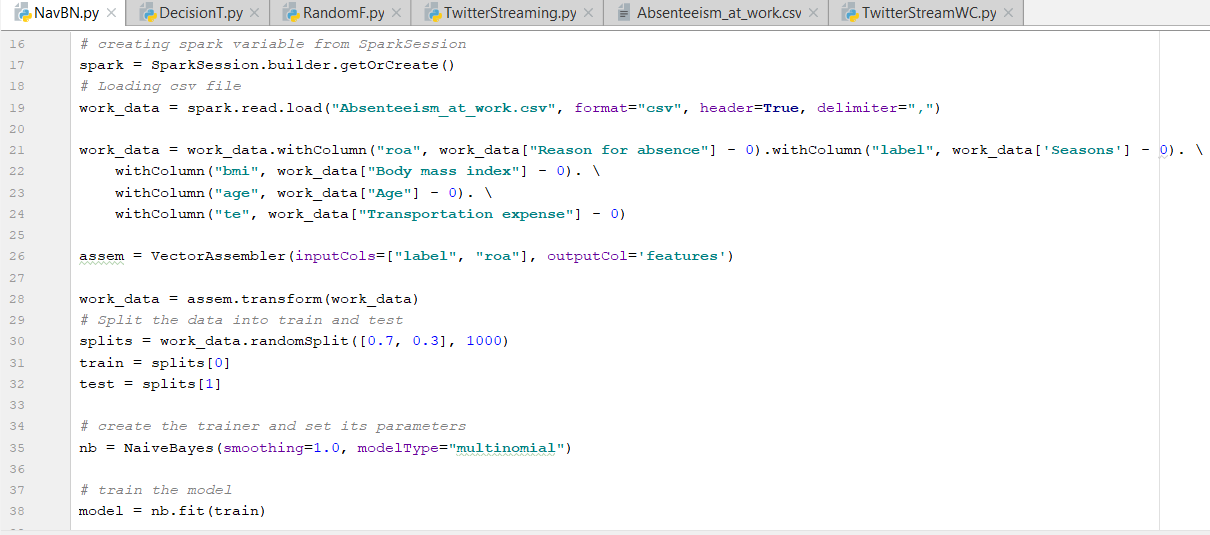 NavBN.py × DecisionT.py × RandomF.py × TwitterStreaming.py × Absenteeism_at_work.csv × TwitterStreamWC.py ×
16 # creating spark variable from SparkSession
17 spark = SparkSession.builder.getOrCreate()
18 # Loading csv file
19 work_data = spark.read.load("Absenteeism_at_work.csv", format="csv", header=True, delimiter=",")
20
21 work_data = work_data.withColumn("roa", work_data["Reason for absence"] - 0).withColumn("label", work_data['Seasons'] - 0). \
22     withColumn("bmi", work_data["Body mass index"] - 0). \
23     withColumn("age", work_data["Age"] - 0). \
24     withColumn("te", work_data["Transportation expense"] - 0)
25
26 assem = VectorAssembler(inputCols=["label", "roa"], outputCol='features')
27
28 work_data = assem.transform(work_data)
29 # Split the data into train and test
30 splits = work_data.randomSplit([0.7, 0.3], 1000)
31 train = splits[0]
32 test = splits[1]
33
34 # create the trainer and set its parameters
35 nb = NaiveBayes(smoothing=1.0, modelType="multinomial")
36
37 # train the model
38 model = nb.fit(train)